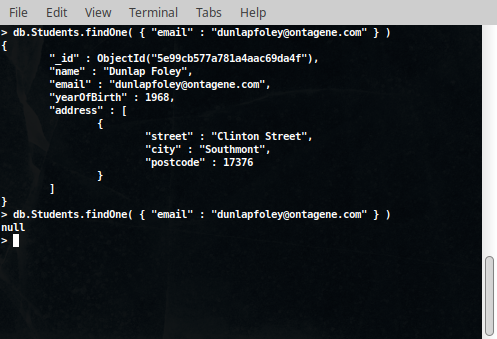 File Edit View Terminal Tabs Help
> db.Students.findOne( { "email" : "dunlapfoley@ontagene.com" } )
{
"_id" : ObjectId("5e99cb577a781a4aac69da4f"),
"name" : "Dunlap Foley",
"email" : "dunlapfoley@ontagene.com",
"yearOfBirth" : 1968,
"address" : [
{
"street" : "Clinton Street",
"city" : "Southmont",
"postcode" : 17376
}
]
}
> db.Students.findOne( { "email" : "dunlapfoley@ontagene.com" } )
null
>